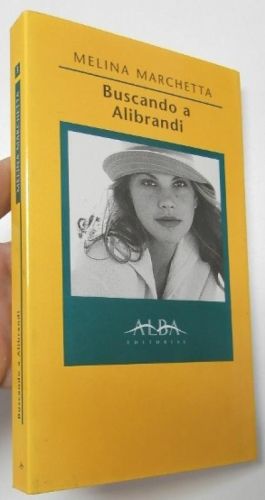 MELINA MARCHETTA
Buscando a
Alibrandi
ALBA
EDITORIAL
MELINA MARCHETTA
Buscando a Alibrandi